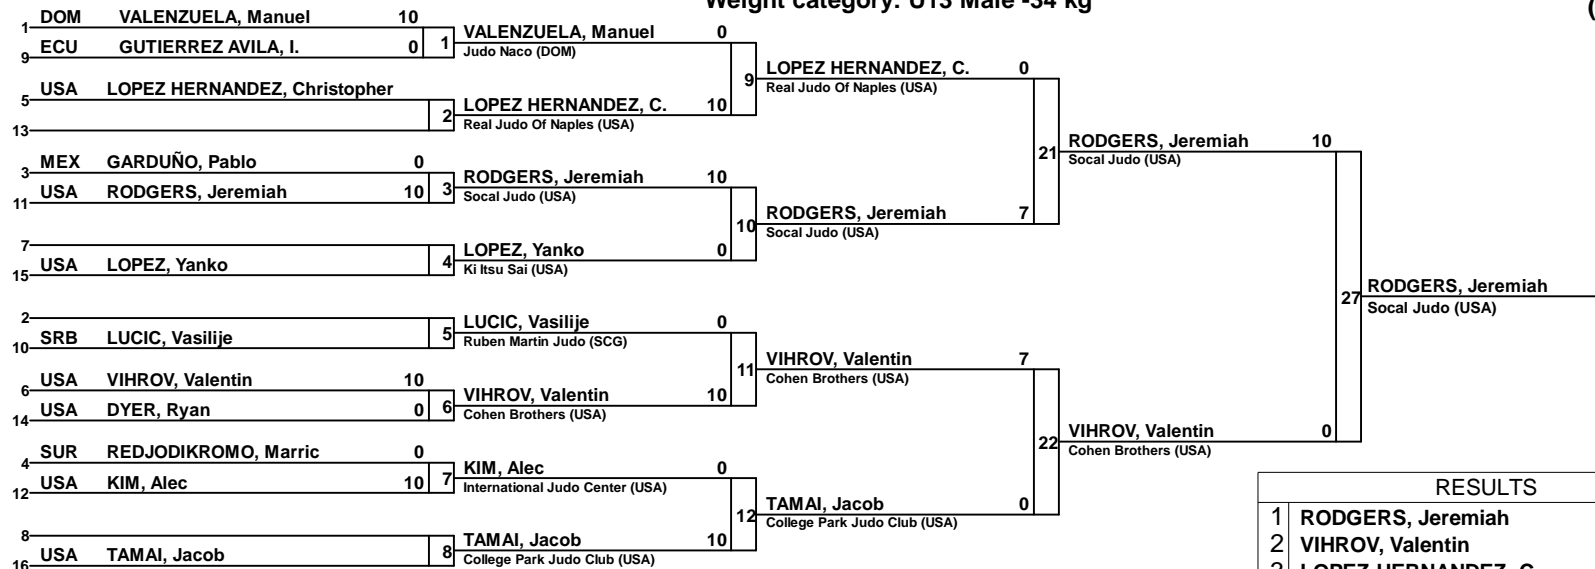 Weight category: U13 Male -34 kg
(
1 DOM VALENZUELA, Manuel 10
9 ECU GUTIERREZ AVILA, I. 0
1
5 USA LOPEZ HERNANDEZ, Christopher
13
2
3 MEX GARDUÑO, Pablo 0
11 USA RODGERS, Jeremiah 10
3
7
15 USA LOPEZ, Yanko
4
2
10 SRB LUCIC, Vasilije
5
6 USA VIHROV, Valentin 10
14 USA DYER, Ryan 0
6
4 SUR REDJODIKROMO, Marric 0
12 USA KIM, Alec 10
7
8
16 USA TAMAI, Jacob
8
VALENZUELA, Manuel 0
Judo Naco (DOM)
9
LOPEZ HERNANDEZ, C. 10
Real Judo Of Naples (USA)
RODGERS, Jeremiah 10
Socal Judo (USA)
10
LOPEZ, Yanko 0
Ki Itsu Sai (USA)
LUCIC, Vasilije 0
Ruben Martin Judo (SCG)
11
VIHROV, Valentin 10
Cohen Brothers (USA)
KIM, Alec 0
International Judo Center (USA)
12
TAMAI, Jacob 10
College Park Judo Club (USA)
LOPEZ HERNANDEZ, C. 0
Real Judo Of Naples (USA)
21
RODGERS, Jeremiah 7
Socal Judo (USA)
VIHROV, Valentin 7
Cohen Brothers (USA)
22
TAMAI, Jacob 0
College Park Judo Club (USA)
RODGERS, Jeremiah 10
Socal Judo (USA)
27
VIHROV, Valentin 0
Cohen Brothers (USA)
RODGERS, Jeremiah
Socal Judo (USA)
RESULTS
1 RODGERS, Jeremiah
2 VIHROV, Valentin
3 LOPEZ HERNANDEZ, C.